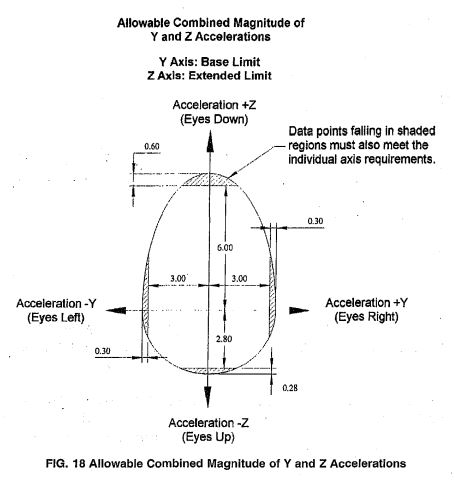 Allowable Combined Magnitude of
Y and Z Accelerations
Y Axis: Base Limit
Z Axis: Extended Limit
Acceleration +Z
(Eyes Down)
Data points falling in shaded
regions must also meet the
individual axis requirements.
0.60
0.30
6.00
3.00
3.00
Acceleration -Y
(Eyes Left)
Acceleration +Y
(Eyes Right)
2.80
0.30
0.28
Acceleration -Z
(Eyes Up)
FIG. 18 Allowable Combined Magnitude of Y and Z Accelerations